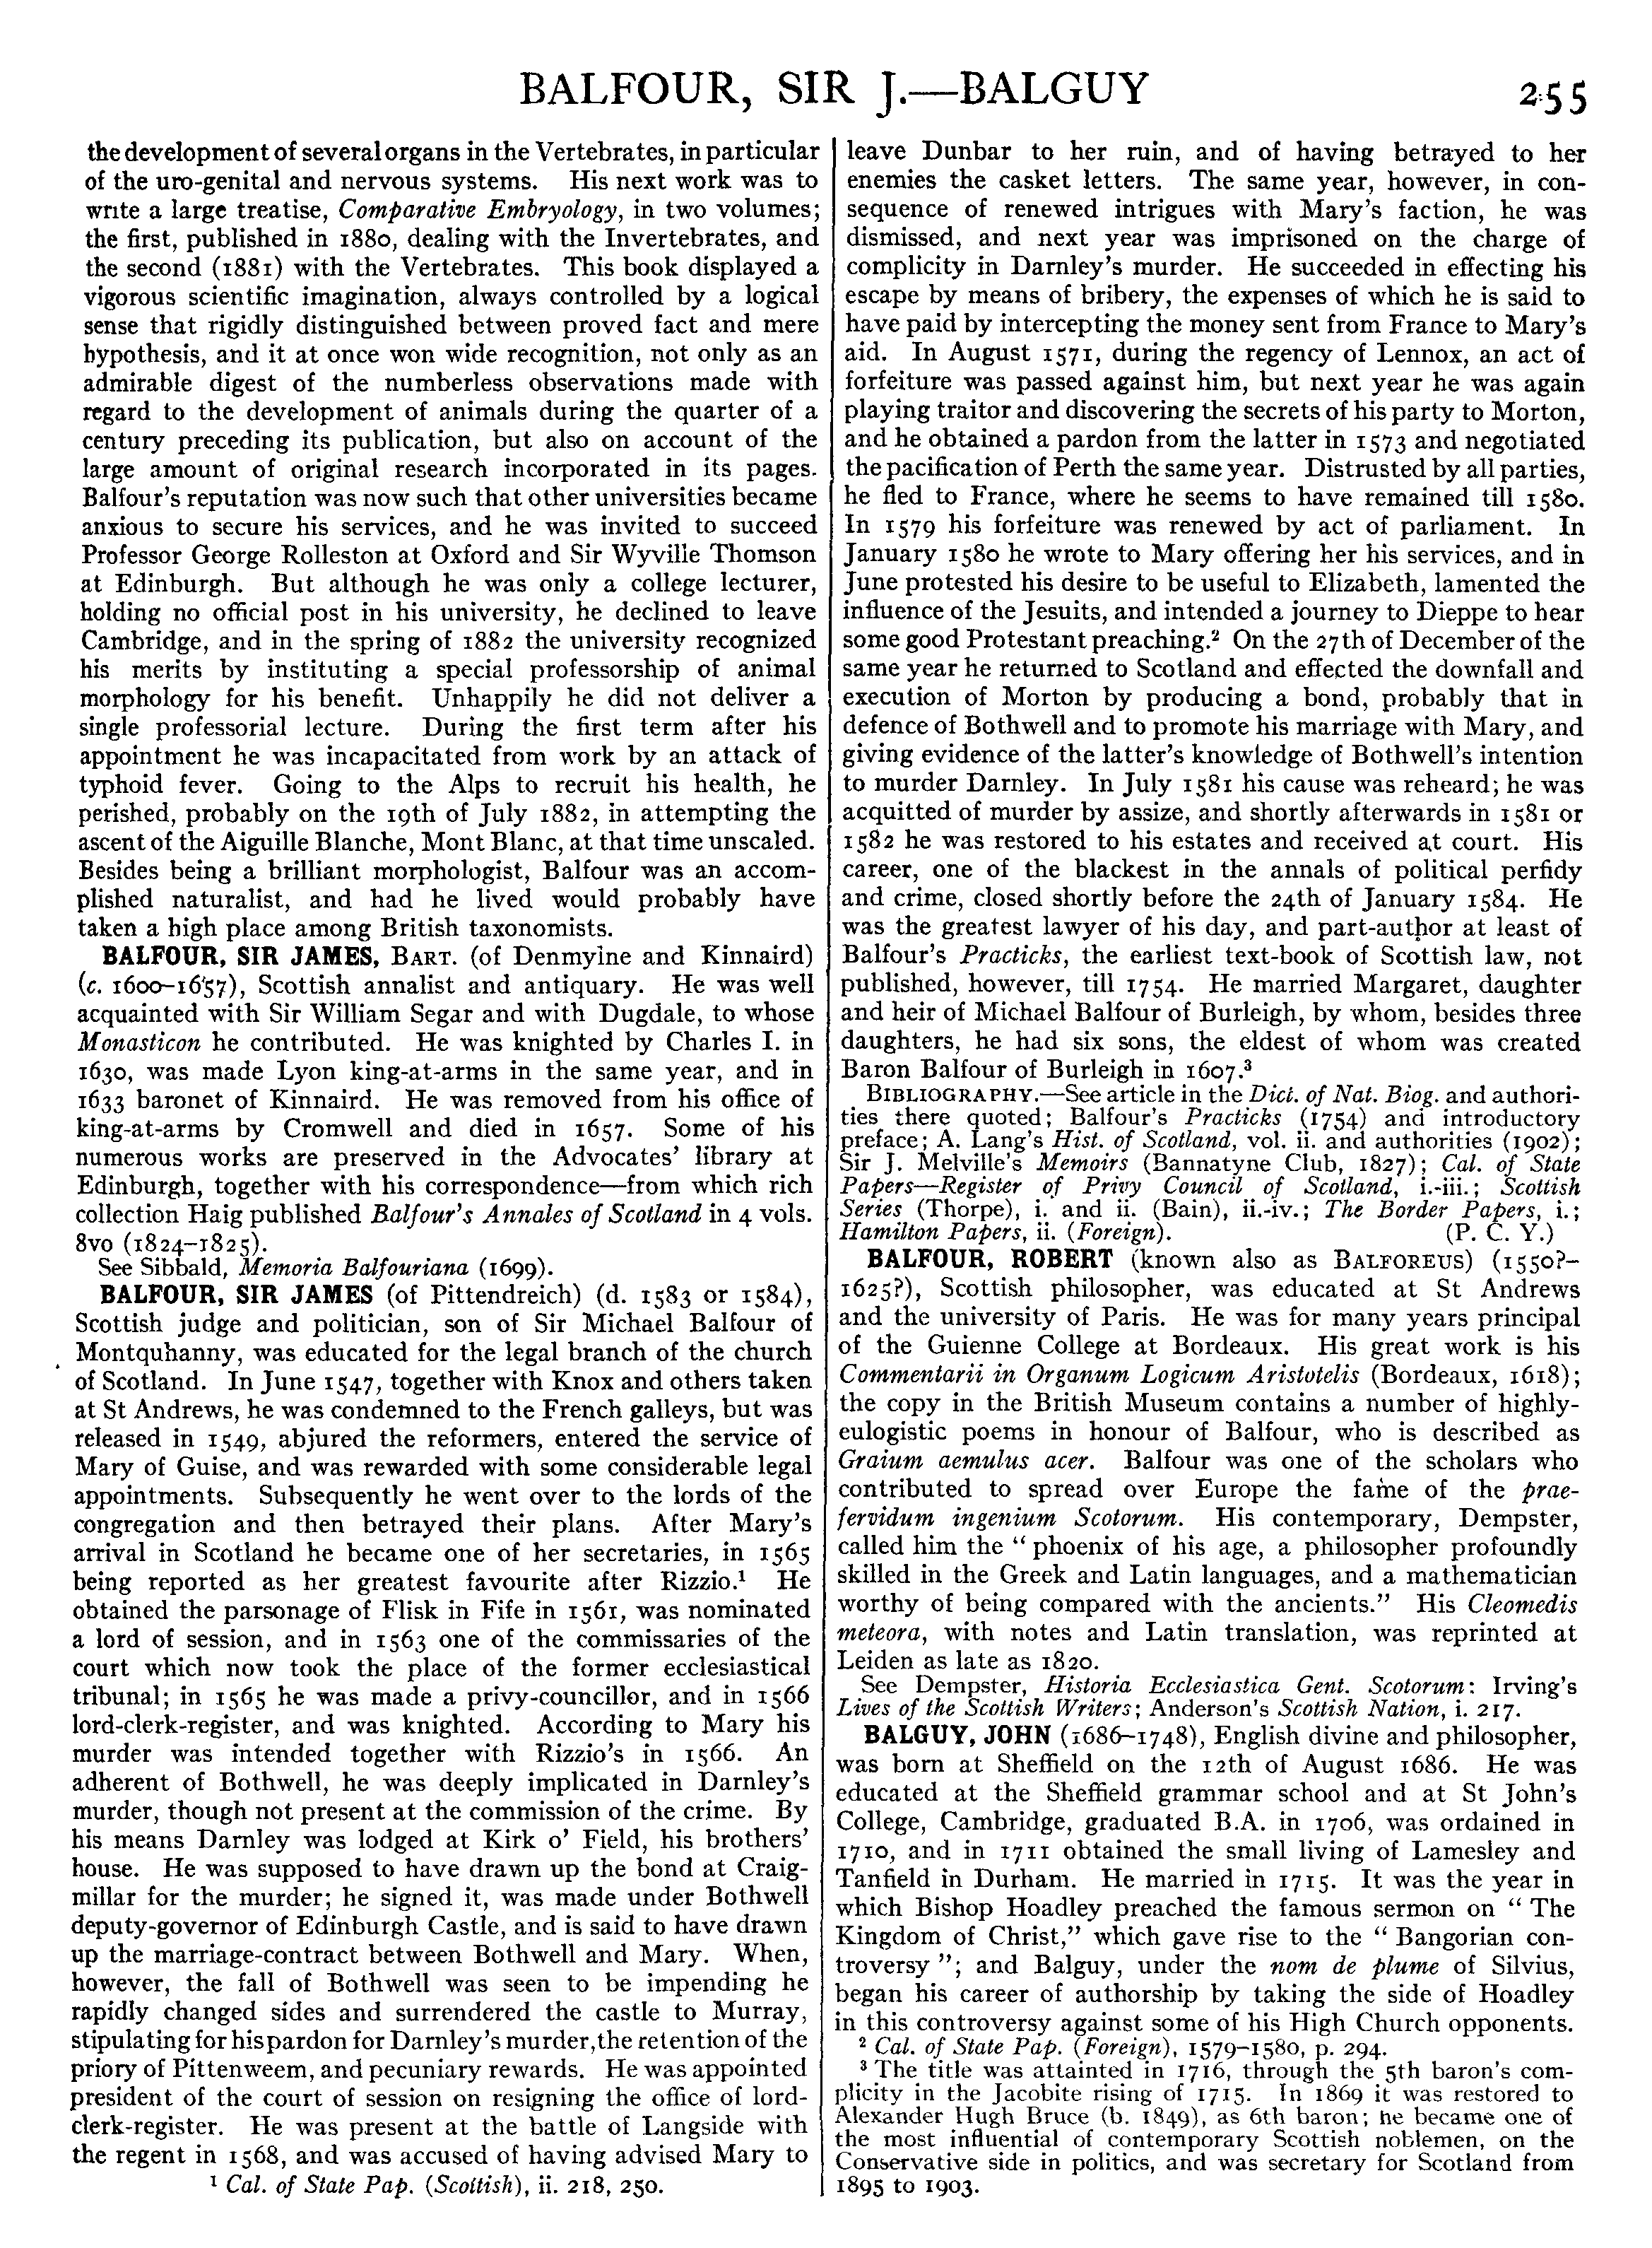 BALFOUR, SIR J.—BALGUY
255
the development of several organs in the Vertebrates, in particular
of the uro-genital and nervous systems. His next work was to
write a large treatise, Comparative Embryology, in two volumes;
the first, published in 1880, dealing with the Invertebrates, and
the second (1881) with the Vertebrates. This book displayed a
vigorous scientific imagination, always controlled by a logical
sense that rigidly distinguished between proved fact and mere
hypothesis, and it at once won wide recognition, not only as an
admirable digest of the numberless observations made with
regard to the development of animals during the quarter of a
century preceding its publication, but also on account of the
large amount of original research incorporated in its pages.
Balfour's reputation was now such that other universities became
anxious to secure his services, and he was invited to succeed
Professor George Rolleston at Oxford and Sir Wyville Thomson
at Edinburgh. But although he was only a college lecturer,
holding no official post in his university, he declined to leave
Cambridge, and in the spring of 1882 the university recognized
his merits by instituting a special professorship of animal
morphology for his benefit. Unhappily he did not deliver a
single professorial lecture. During the first term after his
appointment he was incapacitated from work by an attack of
typhoid fever. Going to the Alps to recruit his health, he
perished, probably on the 19th of July 1882, in attempting the
ascent of the Aiguille Blanche, Mont Blanc, at that time unscaled.
Besides being a brilliant morphologist, Balfour was an accom-
plished naturalist, and had he lived would probably have
taken a high place among British taxonomists.
BALFOUR, SIR JAMES, BART. (of Denmyine and Kinnaird)
(c. 1600–1657), Scottish annalist and antiquary. He was well
acquainted with Sir William Segar and with Dugdale, to whose
Monasticon he contributed. He was knighted by Charles I. in
1630, was made Lyon king-at-arms in the same year, and in
1633 baronet of Kinnaird. He was removed from his office of
king-at-arms by Cromwell and died in 1657. Some of his
numerous works are preserved in the Advocates' library at
Edinburgh, together with his correspondence—from which rich
collection Haig published Balfour's Annales of Scotland in 4 vols.
8vo (1824–1825).
See Sibbald, Memoria Balfouriana (1699).
BALFOUR, SIR JAMES (of Pittendreich) (d. 1583 or 1584),
Scottish judge and politician, son of Sir Michael Balfour of
Montquhanny, was educated for the legal branch of the church
of Scotland. In June 1547, together with Knox and others taken
at St Andrews, he was condemned to the French galleys, but was
released in 1549, abjured the reformers, entered the service of
Mary of Guise, and was rewarded with some considerable legal
appointments. Subsequently he went over to the lords of the
congregation and then betrayed their plans. After Mary's
arrival in Scotland he became one of her secretaries, in 1565
being reported as her greatest favourite after Rizzio.¹ He
obtained the parsonage of Flisk in Fife in 1561, was nominated
a lord of session, and in 1563 one of the commissaries of the
court which now took the place of the former ecclesiastical
tribunal; in 1565 he was made a privy-councillor, and in 1566
lord-clerk-register, and was knighted. According to Mary his
murder was intended together with Rizzio's in 1566. An
adherent of Bothwell, he was deeply implicated in Darnley's
murder, though not present at the commission of the crime. By
his means Darnley was lodged at Kirk o' Field, his brothers'
house. He was supposed to have drawn up the bond at Craig-
millar for the murder; he signed it, was made under Bothwell
deputy-governor of Edinburgh Castle, and is said to have drawn
up the marriage-contract between Bothwell and Mary. When,
however, the fall of Bothwell was seen to be impending he
rapidly changed sides and surrendered the castle to Murray,
stipulating for his pardon for Darnley's murder, the retention of the
priory of Pittenweem, and pecuniary rewards. He was appointed
president of the court of session on resigning the office of lord-
clerk-register. He was present at the battle of Langside with
the regent in 1568, and was accused of having advised Mary to
¹ Cal. of State Pap. (Scottish), ii. 218, 250.
leave Dunbar to her ruin, and of having betrayed to her
enemies the casket letters. The same year, however, in con-
sequence of renewed intrigues with Mary's faction, he was
dismissed, and next year was imprisoned on the charge of
complicity in Darnley's murder. He succeeded in effecting his
escape by means of bribery, the expenses of which he is said to
have paid by intercepting the money sent from France to Mary's
aid. In August 1571, during the regency of Lennox, an act of
forfeiture was passed against him, but next year he was again
playing traitor and discovering the secrets of his party to Morton,
and he obtained a pardon from the latter in 1573 and negotiated
the pacification of Perth the same year. Distrusted by all parties,
he fled to France, where he seems to have remained till 1580.
In 1579 his forfeiture was renewed by act of parliament. In
January 1580 he wrote to Mary offering her his services, and in
June protested his desire to be useful to Elizabeth, lamented the
influence of the Jesuits, and intended a journey to Dieppe to hear
some good Protestant preaching.² On the 27th of December of the
same year he returned to Scotland and effected the downfall and
execution of Morton by producing a bond, probably that in
defence of Bothwell and to promote his marriage with Mary, and
giving evidence of the latter's knowledge of Bothwell's intention
to murder Darnley. In July 1581 his cause was reheard; he was
acquitted of murder by assize, and shortly afterwards in 1581 or
1582 he was restored to his estates and received at court. His
career, one of the blackest in the annals of political perfidy
and crime, closed shortly before the 24th of January 1584. He
was the greatest lawyer of his day, and part-author at least of
Balfour's Practicks, the earliest text-book of Scottish law, not
published, however, till 1754. He married Margaret, daughter
and heir of Michael Balfour of Burleigh, by whom, besides three
daughters, he had six sons, the eldest of whom was created
Baron Balfour of Burleigh in 1607.³
BIBLIOGRAPHY.—See article in the Dict. of Nat. Biog. and authori-
ties there quoted; Balfour's Practicks (1754) and introductory
preface; A. Lang's Hist. of Scotland, vol. ii. and authorities (1902);
Sir J. Melville's Memoirs (Bannatyne Club, 1827); Cal. of State
Papers—Register of Privy Council of Scotland, i.-iii.; Scottish
Series (Thorpe), i. and ii. (Bain), ii.-iv.; The Border Papers, i.;
Hamilton Papers, ii. (Foreign). (P. C. Y.)
BALFOUR, ROBERT (known also as BALFOREUS) (1550?–
1625?), Scottish philosopher, was educated at St Andrews
and the university of Paris. He was for many years principal
of the Guienne College at Bordeaux. His great work is his
Commentarii in Organum Logicum Aristotelis (Bordeaux, 1618);
the copy in the British Museum contains a number of highly-
eulogistic poems in honour of Balfour, who is described as
Graium aemulus acer. Balfour was one of the scholars who
contributed to spread over Europe the fame of the prae-
fervidum ingenium Scotorum. His contemporary, Dempster,
called him the “ phoenix of his age, a philosopher profoundly
skilled in the Greek and Latin languages, and a mathematician
worthy of being compared with the ancients.” His Cleomedis
meteora, with notes and Latin translation, was reprinted at
Leiden as late as 1820.
See Dempster, Historia Ecclesiastica Gent. Scotorum: Irving's
Lives of the Scottish Writers; Anderson's Scottish Nation, i. 217.
BALGUY, JOHN (1686–1748), English divine and philosopher,
was born at Sheffield on the 12th of August 1686. He was
educated at the Sheffield grammar school and at St John's
College, Cambridge, graduated B.A. in 1706, was ordained in
1710, and in 1711 obtained the small living of Lamesley and
Tanfield in Durham. He married in 1715. It was the year in
which Bishop Hoadley preached the famous sermon on “ The
Kingdom of Christ,” which gave rise to the “ Bangorian con-
troversy ”; and Balguy, under the nom de plume of Silvius,
began his career of authorship by taking the side of Hoadley
in this controversy against some of his High Church opponents.
² Cal. of State Pap. (Foreign), 1579–1580, p. 294.
³ The title was attainted in 1716, through the 5th baron's com-
plicity in the Jacobite rising of 1715. In 1869 it was restored to
Alexander Hugh Bruce (b. 1849), as 6th baron; he became one of
the most influential of contemporary Scottish noblemen, on the
Conservative side in politics, and was secretary for Scotland from
1895 to 1903.